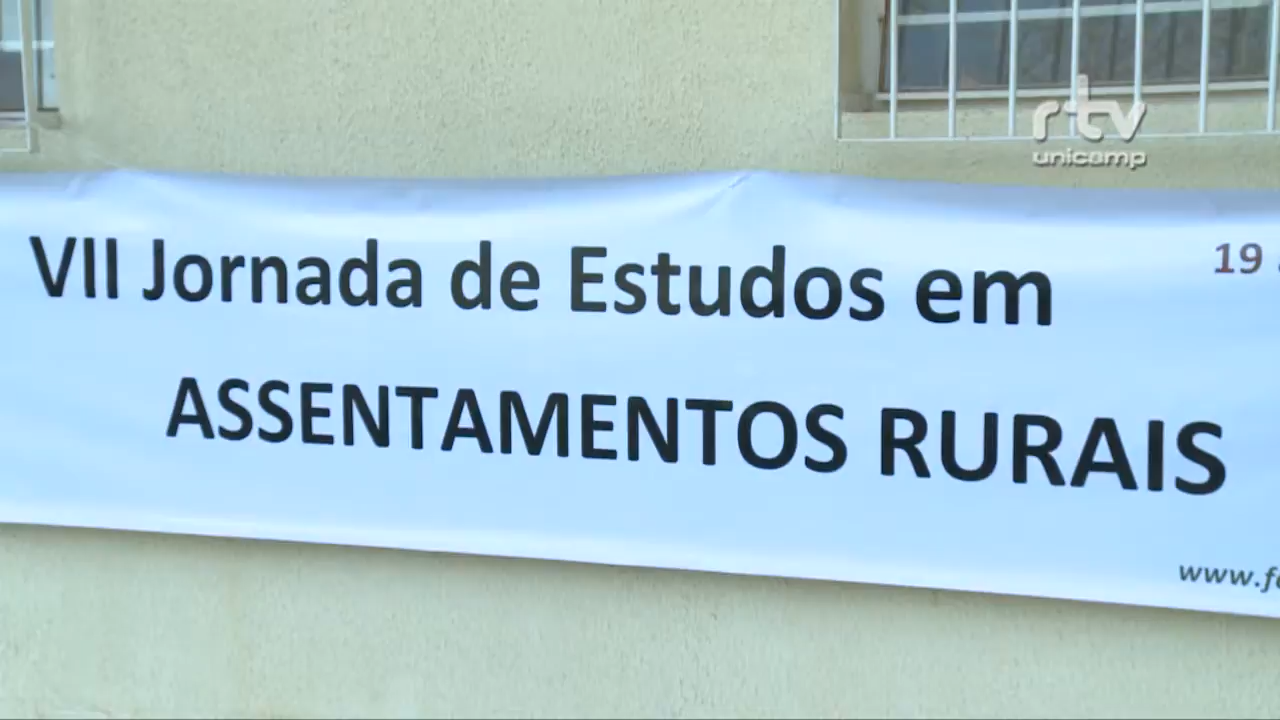 rtv
unicamp
VII Jornada de Estudos em
19
ASSENTAMENTOS RURAIS